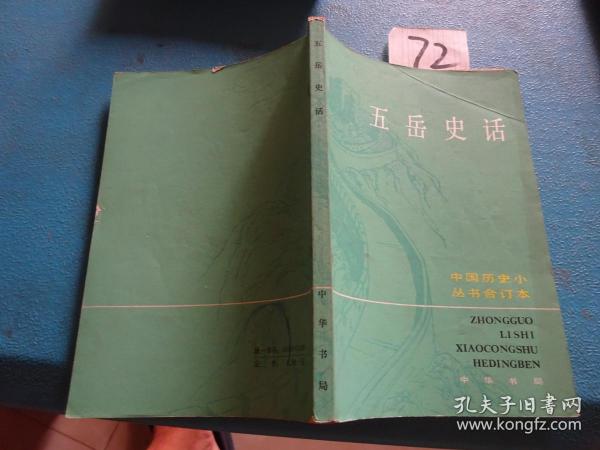 72
五岳史话
中国历史小
丛书合订本
ZHONGGUO
LISHI
XIAOCONGSHU
HEDINGBEN
中华书局
五岳史话
中华书局
孔夫子旧书网
www.kongfz.com